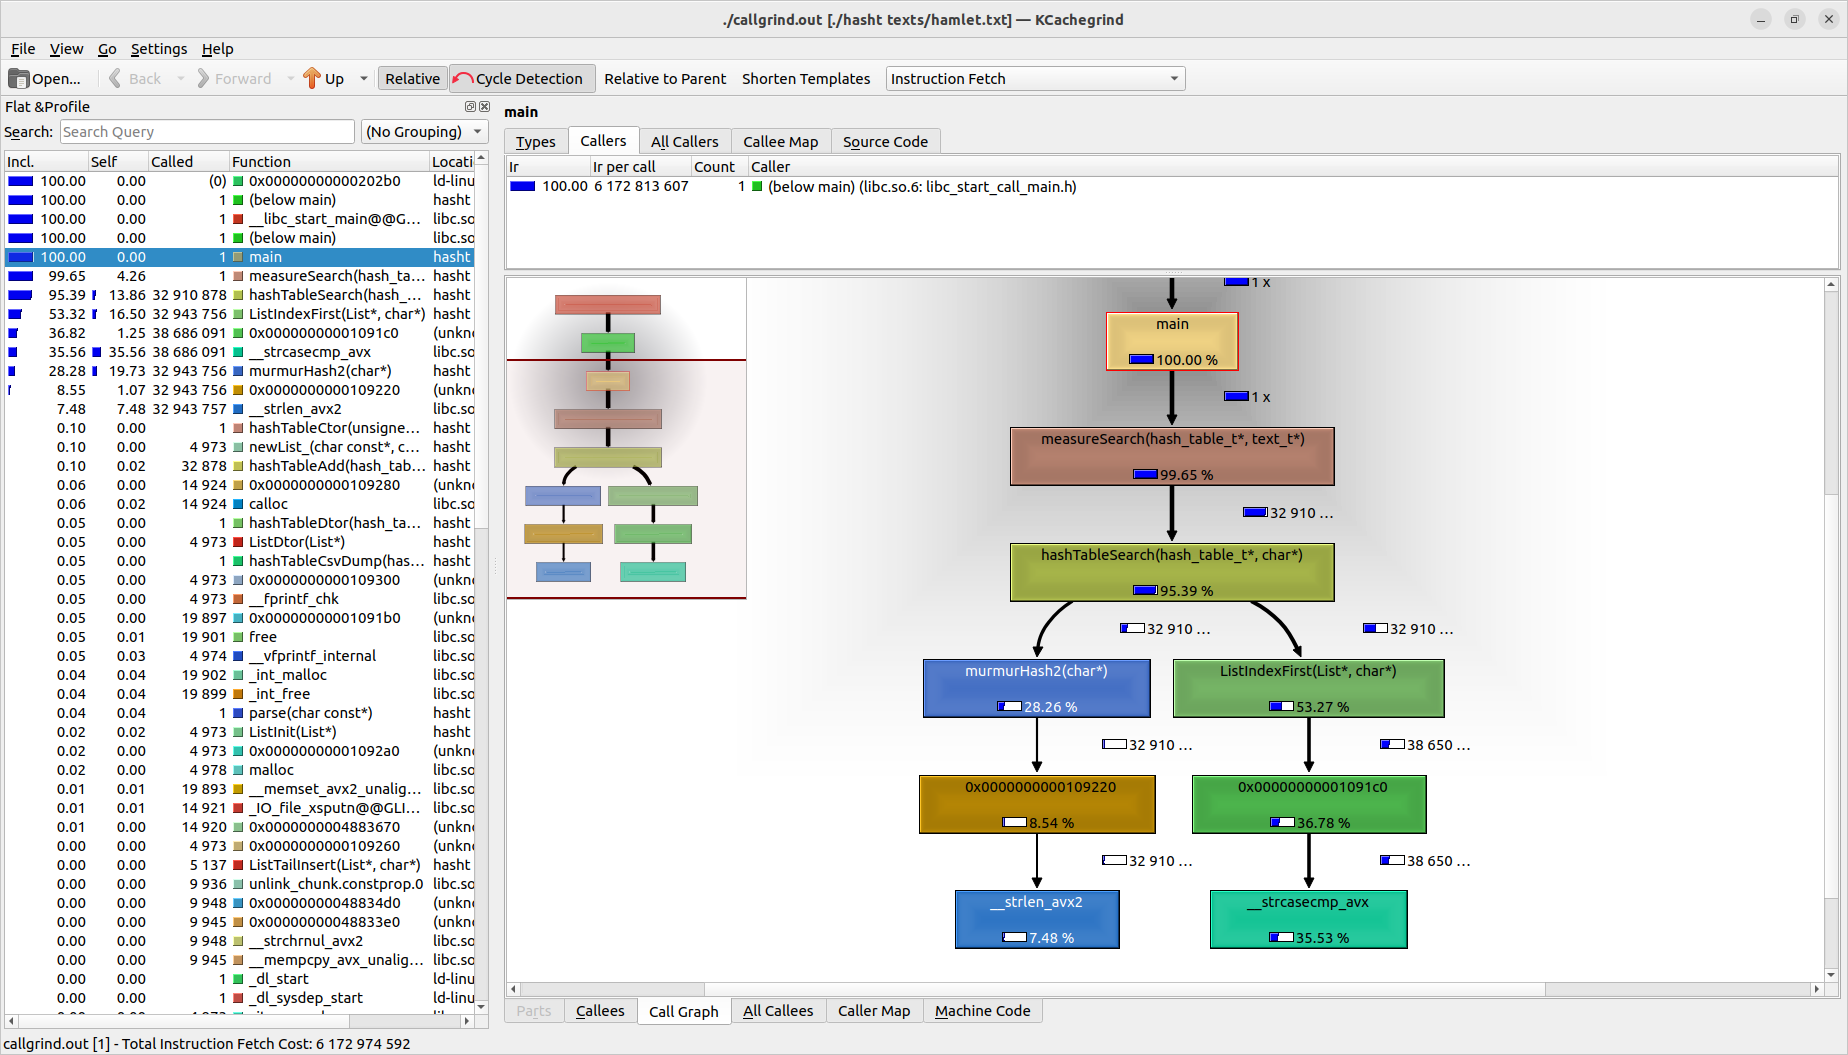 ./callgrind.out [./hasht texts/hamlet.txt] — KCachegrind
File View Go Settings Help
Open... Back Forward Up Relative Cycle Detection Relative to Parent Shorten Templates Instruction Fetch
Flat &Profile
Search: Search Query (No Grouping)
Incl. Self Called Function Locati
100.00 0.00 (0) 0x00000000000202b0 ld-linu
100.00 0.00 1 (below main) hasht
100.00 0.00 1 __libc_start_main@@G... libc.so
100.00 0.00 1 (below main) libc.so
100.00 0.00 1 main hasht
99.65 4.26 1 measureSearch(hash_ta... hasht
95.39 13.86 32 910 878 hashTableSearch(hash_... hasht
53.32 16.50 32 943 756 ListIndexFirst(List*, char*) hasht
36.82 1.25 38 686 091 0x00000000001091c0 (unkno
35.56 35.56 38 686 091 __strcasecmp_avx libc.so
28.28 19.73 32 943 756 murmurHash2(char*) hasht
8.55 1.07 32 943 756 0x0000000000109220 (unkno
7.48 7.48 32 943 757 __strlen_avx2 libc.so
0.10 0.00 1 hashTableCtor(unsigne... hasht
0.10 0.00 4 973 newList_(char const*, c... hasht
0.10 0.02 32 878 hashTableAdd(hash_tab... hasht
0.06 0.00 14 924 0x0000000000109280 (unkno
0.06 0.02 14 924 calloc libc.so
0.05 0.00 1 hashTableDtor(hash_ta... hasht
0.05 0.00 4 973 ListDtor(List*) hasht
0.05 0.00 1 hashTableCsvDump(has... hasht
0.05 0.00 4 973 0x0000000000109300 (unkno
0.05 0.00 4 973 __fprintf_chk libc.so
0.05 0.00 19 897 0x00000000001091b0 (unkno
0.05 0.01 19 901 free libc.so
0.05 0.03 4 974 __vfprintf_internal libc.so
0.04 0.04 19 902 _int_malloc libc.so
0.04 0.04 19 899 _int_free libc.so
0.04 0.04 1 parse(char const*) hasht
0.02 0.02 4 973 ListInit(List*) hasht
0.02 0.00 4 973 0x00000000001092a0 (unkno
0.02 0.00 4 978 malloc libc.so
0.01 0.01 19 893 __memset_avx2_unalig... libc.so
0.01 0.01 14 921 _IO_file_xsputn@@GLI... libc.so
0.01 0.00 14 920 0x0000000004883670 (unkno
0.00 0.00 4 973 0x0000000000109260 (unkno
0.00 0.00 5 137 ListTailInsert(List*, char*) hasht
0.00 0.00 9 936 unlink_chunk.constprop.0 libc.so
0.00 0.00 9 948 0x00000000048834d0 (unkno
0.00 0.00 9 945 0x00000000048833e0 (unkno
0.00 0.00 9 948 __strchrnul_avx2 libc.so
0.00 0.00 9 945 __mempcpy_avx_unalig... libc.so
0.00 0.00 1 _dl_start ld-linu
0.00 0.00 1 _dl_sysdep_start ld-linu
main
Types Callers All Callers Callee Map Source Code
Ir Ir per call Count Caller
100.00 6 172 813 607 1 (below main) (libc.so.6: libc_start_call_main.h)
1 x
main
100.00 %
1 x
measureSearch(hash_table_t*, text_t*)
99.65 %
32 910 ...
hashTableSearch(hash_table_t*, char*)
95.39 %
32 910 ... 32 910 ...
murmurHash2(char*) ListIndexFirst(List*, char*)
28.26 % 53.27 %
32 910 ... 38 650 ...
0x0000000000109220 0x00000000001091c0
8.54 % 36.78 %
32 910 ... 38 650 ...
__strlen_avx2 __strcasecmp_avx
7.48 % 35.53 %
Parts Callees Call Graph All Callees Caller Map Machine Code
callgrind.out [1] - Total Instruction Fetch Cost: 6 172 974 592